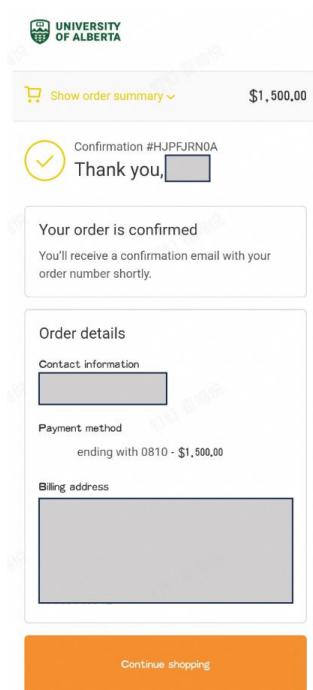 UNIVERSITY
OF ALBERTA
Show order summary
$1,500.00
Confirmation #HJPFJRN0A
Thank you,
Your order is confirmed
You'll receive a confirmation email with your
order number shortly.
Order details
Contact information
Payment method
ending with 0810 - $1,500.00
Billing address
Continue shopping